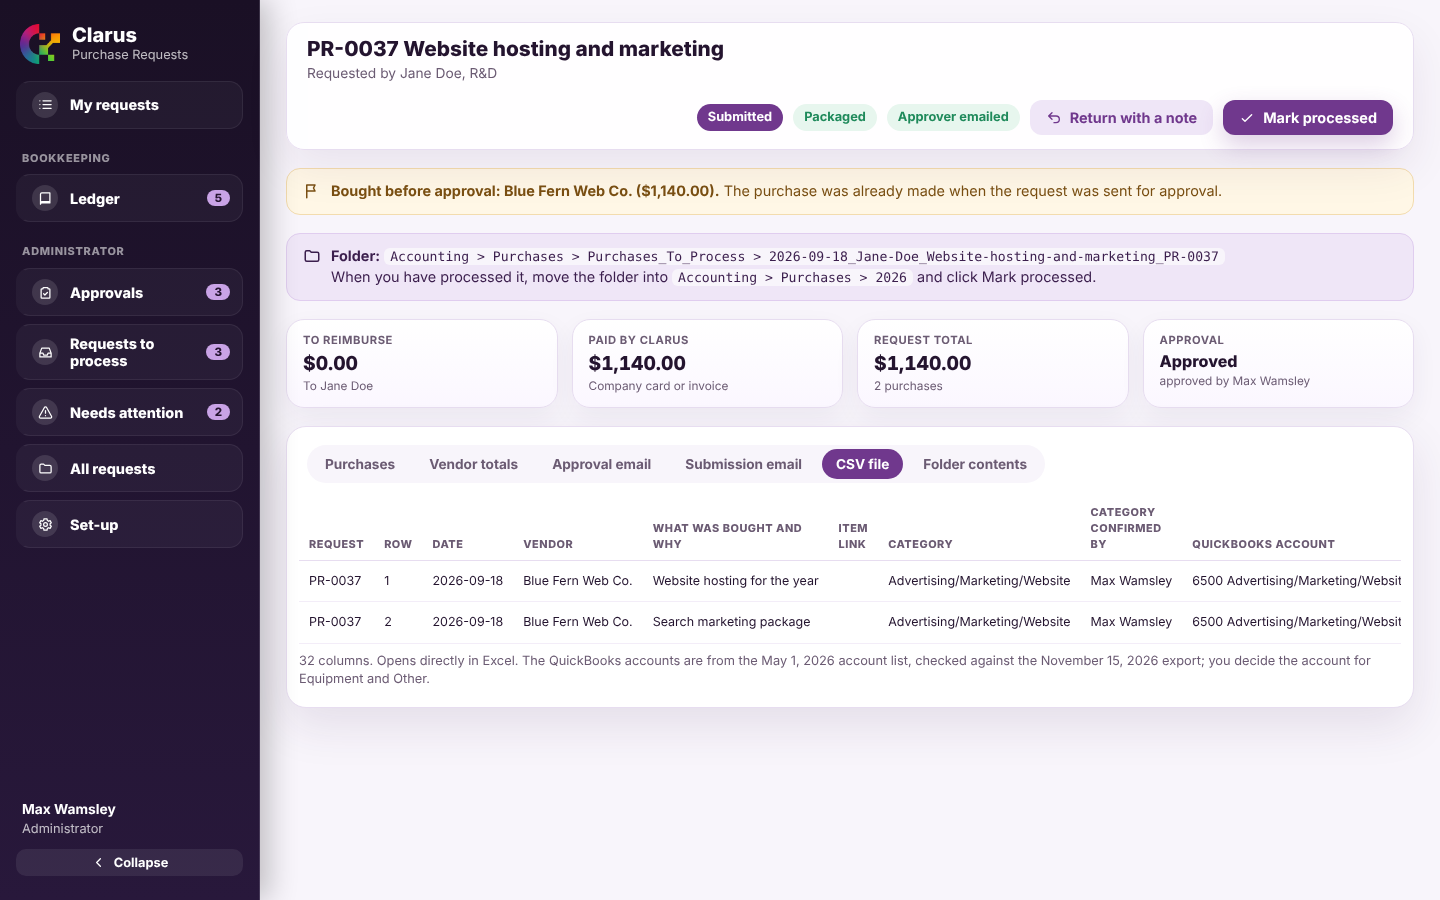 Clarus
Purchase Requests
My requests
BOOKKEEPING
Ledger 5
ADMINISTRATOR
Approvals 3
Requests to
process 3
Needs attention 2
All requests
Set-up
Max Wamsley
Administrator
Collapse
PR-0037 Website hosting and marketing
Requested by Jane Doe, R&D
Submitted Packaged Approver emailed Return with a note Mark processed
Bought before approval: Blue Fern Web Co. ($1,140.00). The purchase was already made when the request was sent for approval.
Folder: Accounting > Purchases > Purchases_To_Process > 2026-09-18_Jane-Doe_Website-hosting-and-marketing_PR-0037
When you have processed it, move the folder into Accounting > Purchases > 2026 and click Mark processed.
TO REIMBURSE
$0.00
To Jane Doe
PAID BY CLARUS
$1,140.00
Company card or invoice
REQUEST TOTAL
$1,140.00
2 purchases
APPROVAL
Approved
approved by Max Wamsley
Purchases Vendor totals Approval email Submission email CSV file Folder contents
REQUEST ROW DATE VENDOR WHAT WAS BOUGHT AND WHY ITEM LINK CATEGORY CATEGORY CONFIRMED BY QUICKBOOKS ACCOUNT
PR-0037 1 2026-09-18 Blue Fern Web Co. Website hosting for the year Advertising/Marketing/Website Max Wamsley 6500 Advertising/Marketing/Websit
PR-0037 2 2026-09-18 Blue Fern Web Co. Search marketing package Advertising/Marketing/Website Max Wamsley 6500 Advertising/Marketing/Websit
32 columns. Opens directly in Excel. The QuickBooks accounts are from the May 1, 2026 account list, checked against the November 15, 2026 export; you decide the account for
Equipment and Other.